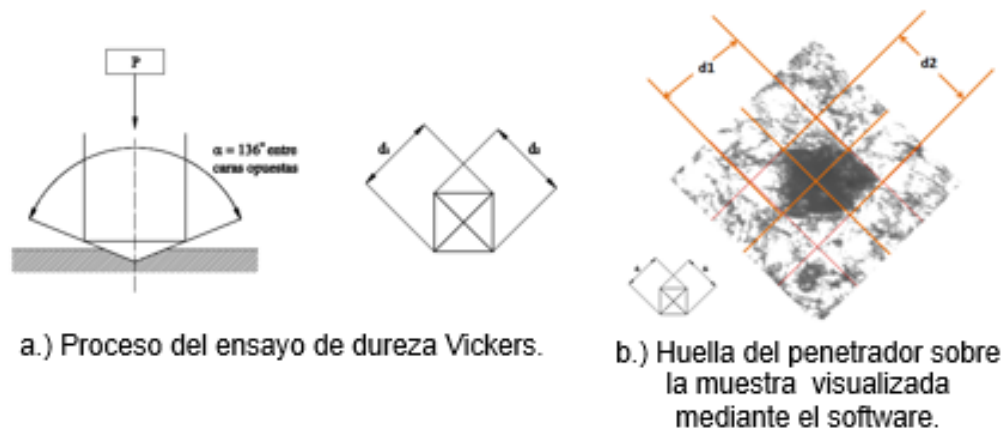 P
α = 136° entre
caras opuestas
d₁
d₂
d1
d2
a.) Proceso del ensayo de dureza Vickers.
b.) Huella del penetrador sobre
la muestra visualizada
mediante el software.